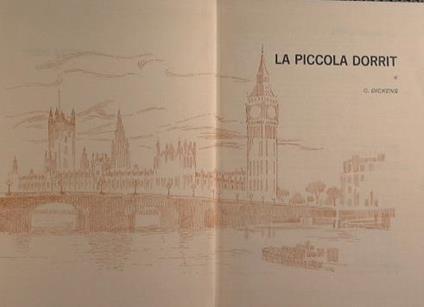 LA PICCOLA DORRIT
*
C. DICKENS